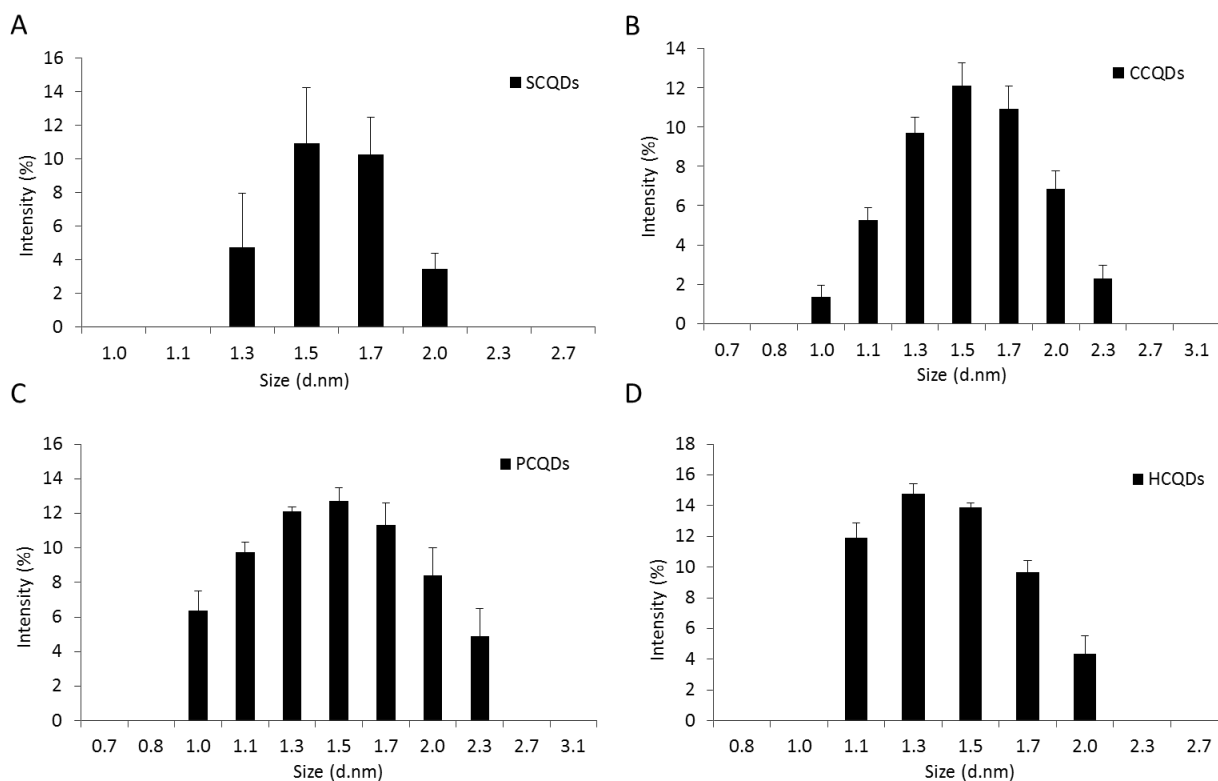 A
16
14
12
10
8
6
4
2
0
Intensity (%)
SCQDs
1.0 1.1 1.3 1.5 1.7 2.0 2.3 2.7
Size (d.nm)
B
14
12
10
8
6
4
2
0
Intensity (%)
CCQDs
0.7 0.8 1.0 1.1 1.3 1.5 1.7 2.0 2.3 2.7 3.1
Size (d.nm)
C
16
14
12
10
8
6
4
2
0
Intensity (%)
PCQDs
0.7 0.8 1.0 1.1 1.3 1.5 1.7 2.0 2.3 2.7 3.1
Size (d.nm)
D
18
16
14
12
10
8
6
4
2
0
Intensity (%)
HCQDs
0.8 1.0 1.1 1.3 1.5 1.7 2.0 2.3 2.7
Size (d.nm)